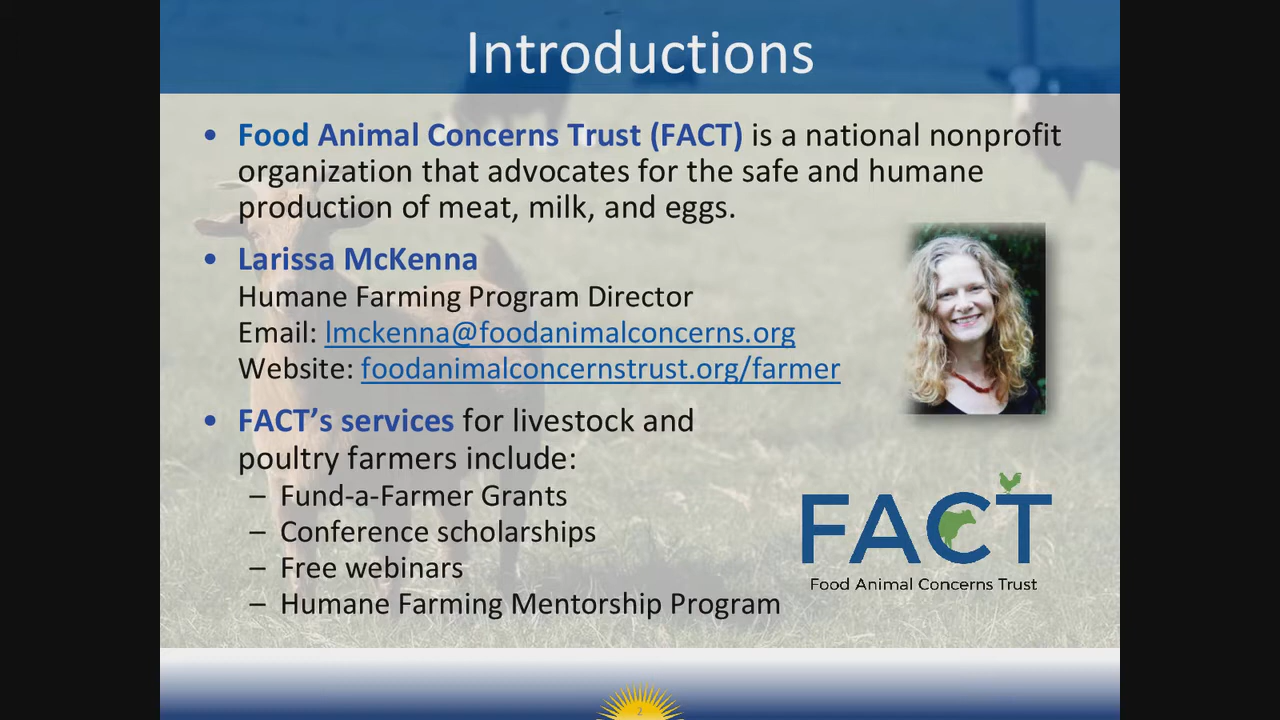 Introductions
• Food Animal Concerns Trust (FACT) is a national nonprofit
organization that advocates for the safe and humane
production of meat, milk, and eggs.
• Larissa McKenna
Humane Farming Program Director
Email: lmckenna@foodanimalconcerns.org
Website: foodanimalconcernstrust.org/farmer
• FACT’s services for livestock and
poultry farmers include:
– Fund-a-Farmer Grants
– Conference scholarships
– Free webinars
– Humane Farming Mentorship Program
FACT
Food Animal Concerns Trust
2